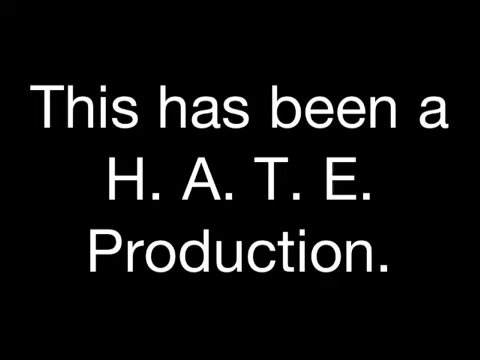 This has been a
H. A. T. E.
Production.